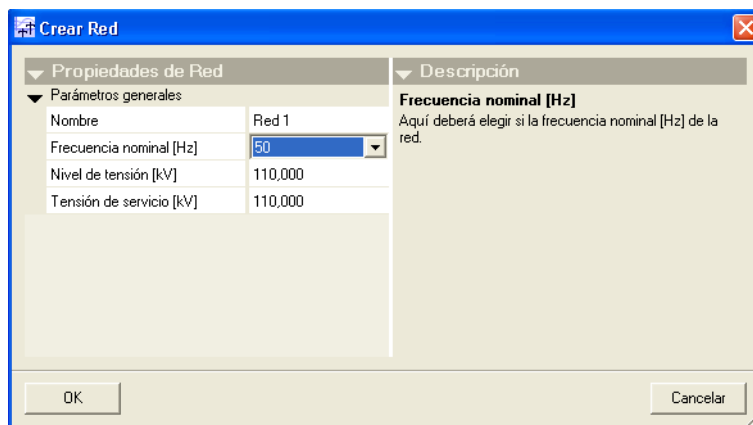 Crear Red
Propiedades de Red
Parámetros generales
Nombre Red 1
Frecuencia nominal [Hz] 50
Nivel de tensión [kV] 110,000
Tensión de servicio [kV] 110,000
Descripción
Frecuencia nominal [Hz]
Aquí deberá elegir si la frecuencia nominal [Hz] de la
red.
OK
Cancelar